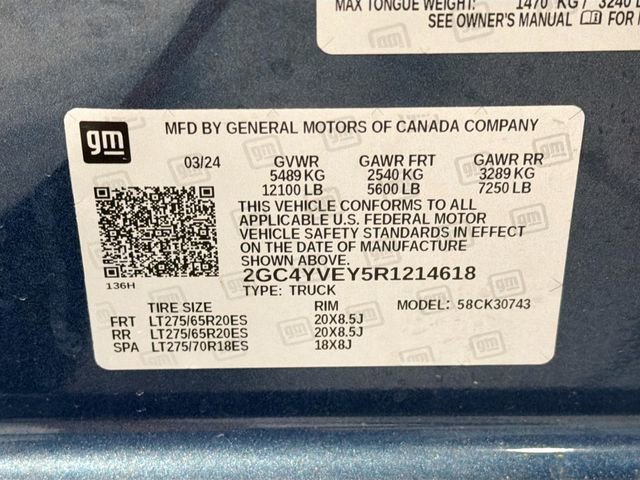 MAX TONGUE WEIGHT: 1470 KG / 3240
SEE OWNER'S MANUAL FOR
gm
MFD BY GENERAL MOTORS OF CANADA COMPANY
03/24 GVWR GAWR FRT GAWR RR
5489 KG 2540 KG 3289 KG
12100 LB 5600 LB 7250 LB
THIS VEHICLE CONFORMS TO ALL
APPLICABLE U.S. FEDERAL MOTOR
VEHICLE SAFETY STANDARDS IN EFFECT
ON THE DATE OF MANUFACTURE
SHOWN ABOVE.
136H
2GC4YVEY5R1214618
TYPE: TRUCK MODEL: 58CK30743
TIRE SIZE RIM
FRT LT275/65R20ES 20X8.5J
RR LT275/65R20ES 20X8.5J
SPA LT275/70R18ES 18X8J